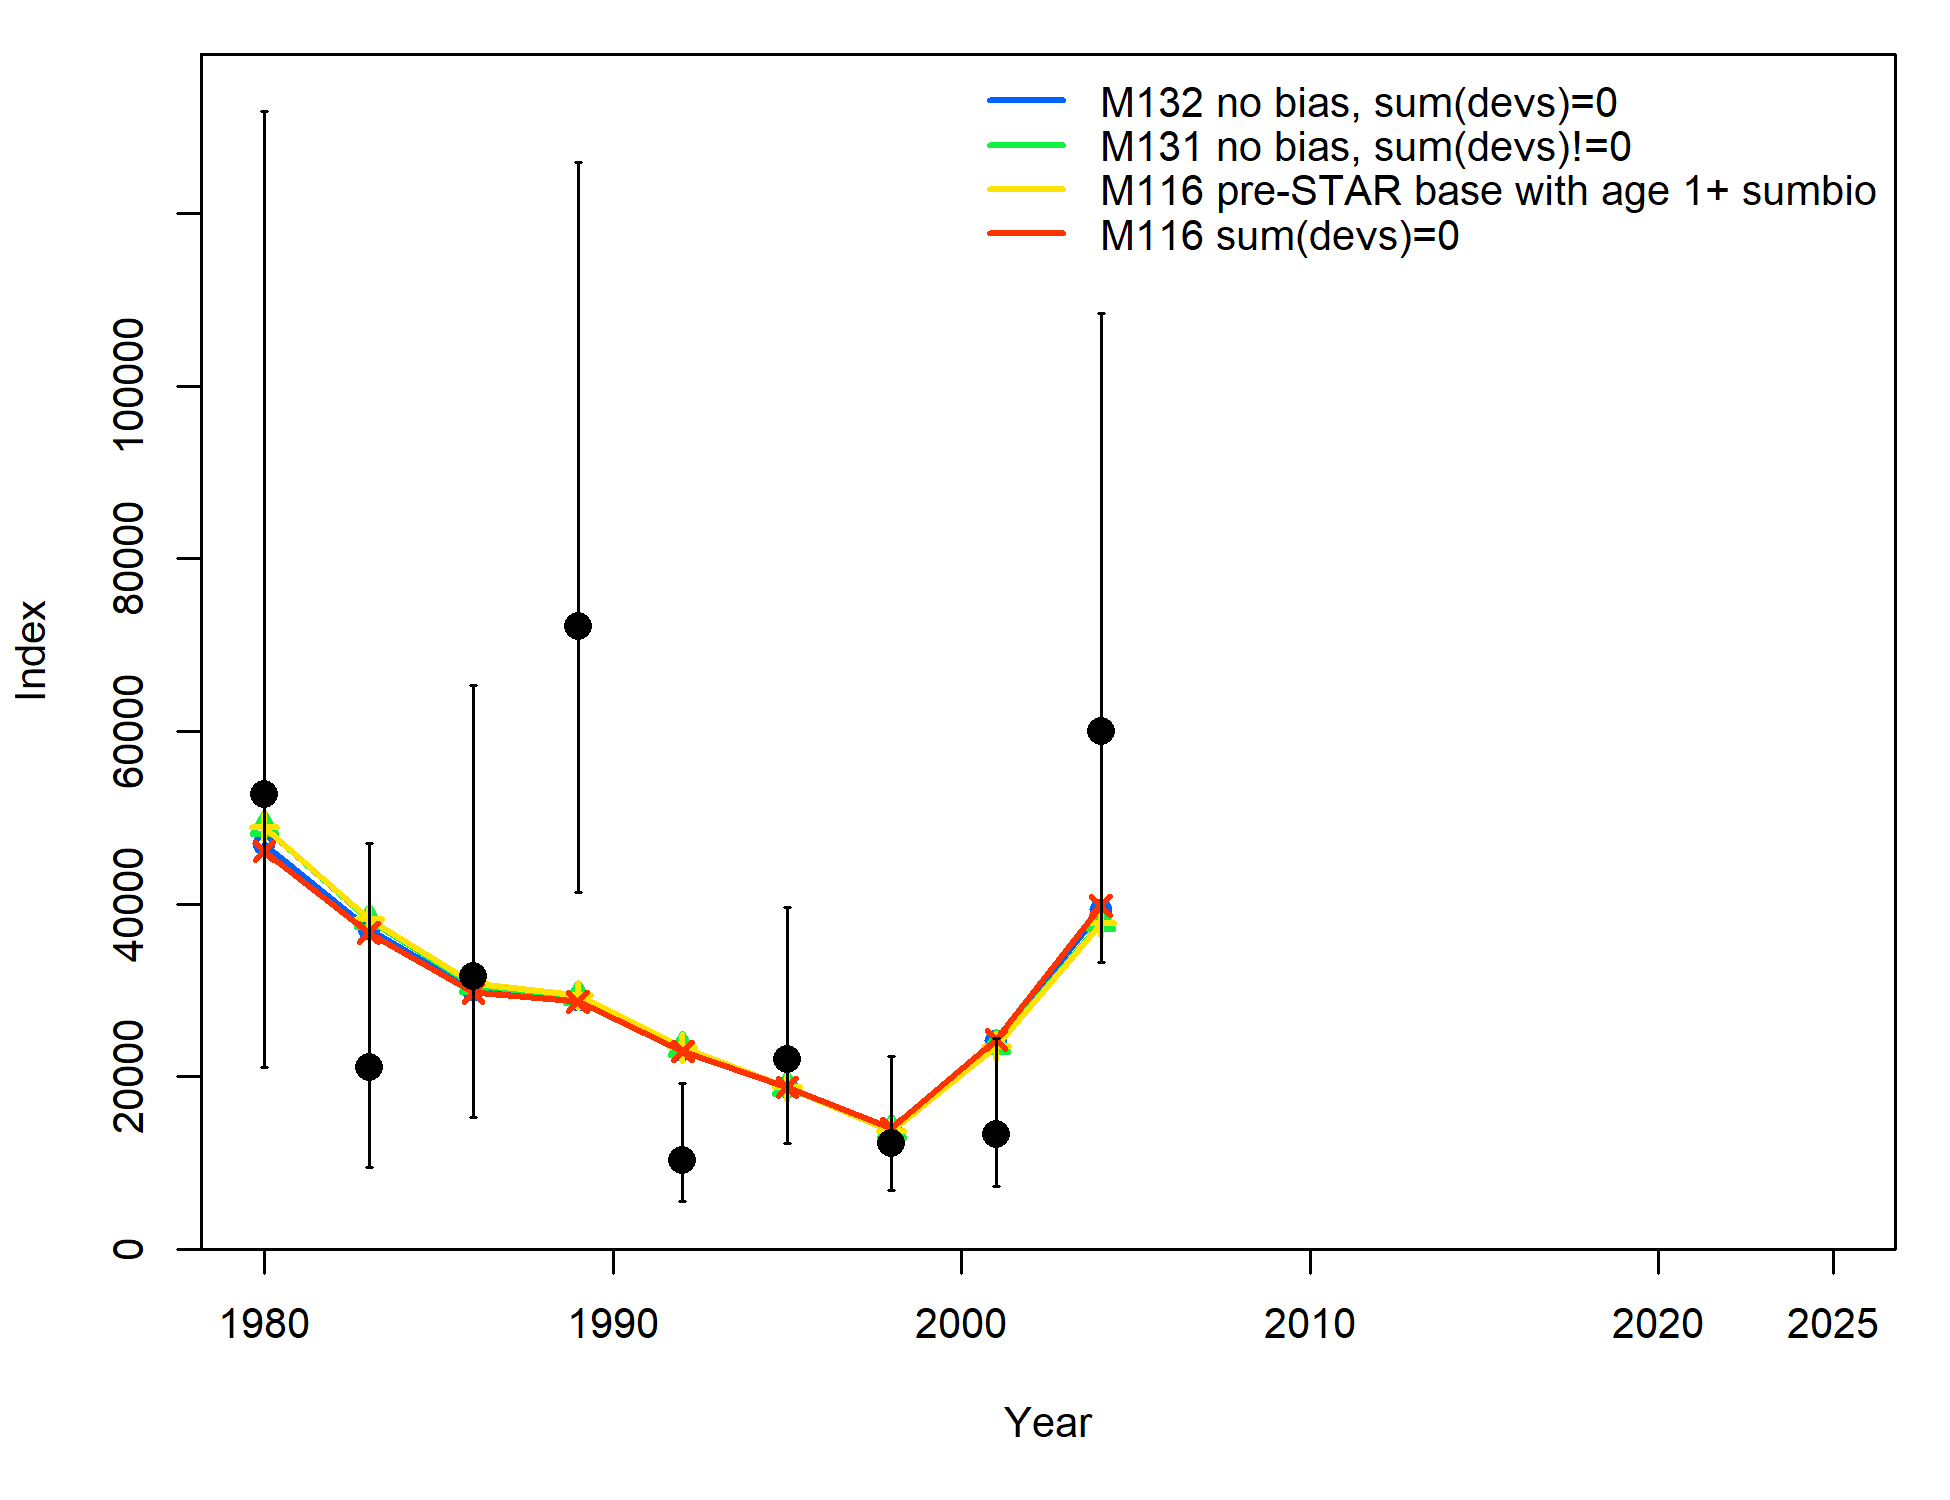 M132 no bias, sum(devs)=0
M131 no bias, sum(devs)!=0
M116 pre-STAR base with age 1+ sumbio
M116 sum(devs)=0
Index
100000
80000
60000
40000
20000
0
1980 1990 2000 2010 2020 2025
Year